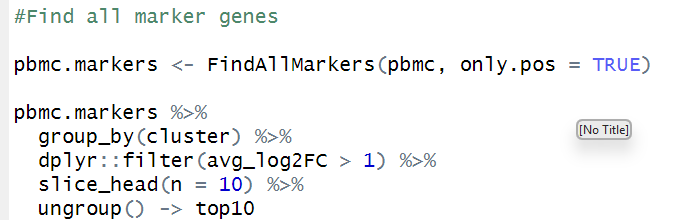 #Find all marker genes
pbmc.markers <- FindAllMarkers(pbmc, only.pos = TRUE)
pbmc.markers %>%
  group_by(cluster) %>%
[No Title]
  dplyr::filter(avg_log2FC > 1) %>%
  slice_head(n = 10) %>%
  ungroup() -> top10